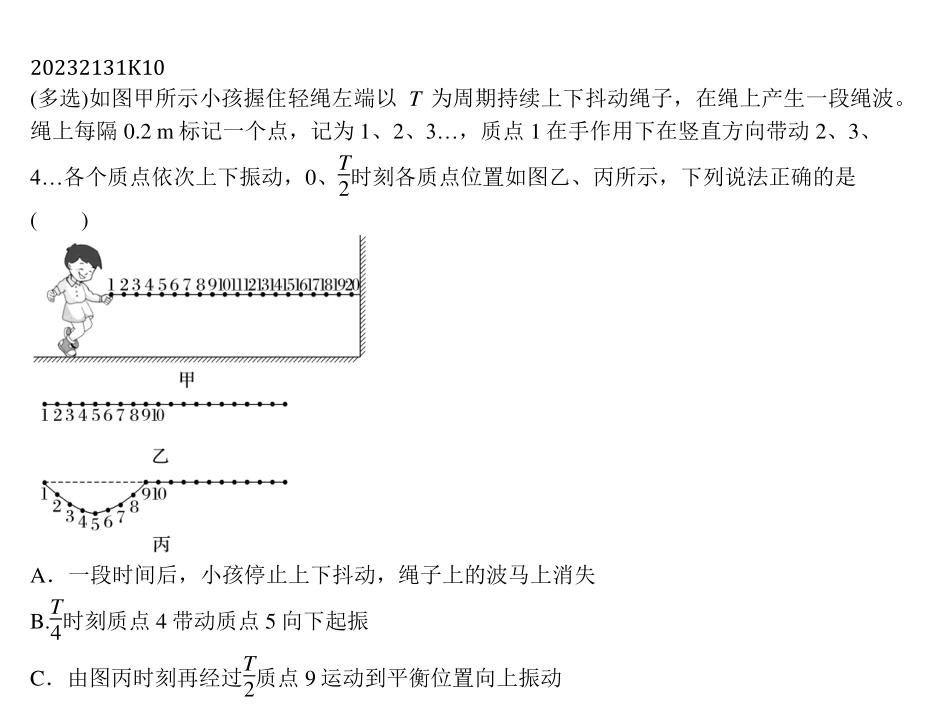 20232131K10
(多选)如图甲所示小孩握住轻绳左端以 T 为周期持续上下抖动绳子，在绳上产生一段绳波。
绳上每隔 0.2 m 标记一个点，记为 1、2、3…，质点 1 在手作用下在竖直方向带动 2、3、
4…各个质点依次上下振动，0、T/2时刻各质点位置如图乙、丙所示，下列说法正确的是
(  )
1 2 3 4 5 6 7 8 9 10 11 12 13 14 15 16 17 18 19 20
甲
1 2 3 4 5 6 7 8 9 10
乙
1 2 3 4 5 6 7 8 9 10
丙
A．一段时间后，小孩停止上下抖动，绳子上的波马上消失
B.T/4时刻质点 4 带动质点 5 向下起振
C．由图丙时刻再经过T/2质点 9 运动到平衡位置向上振动